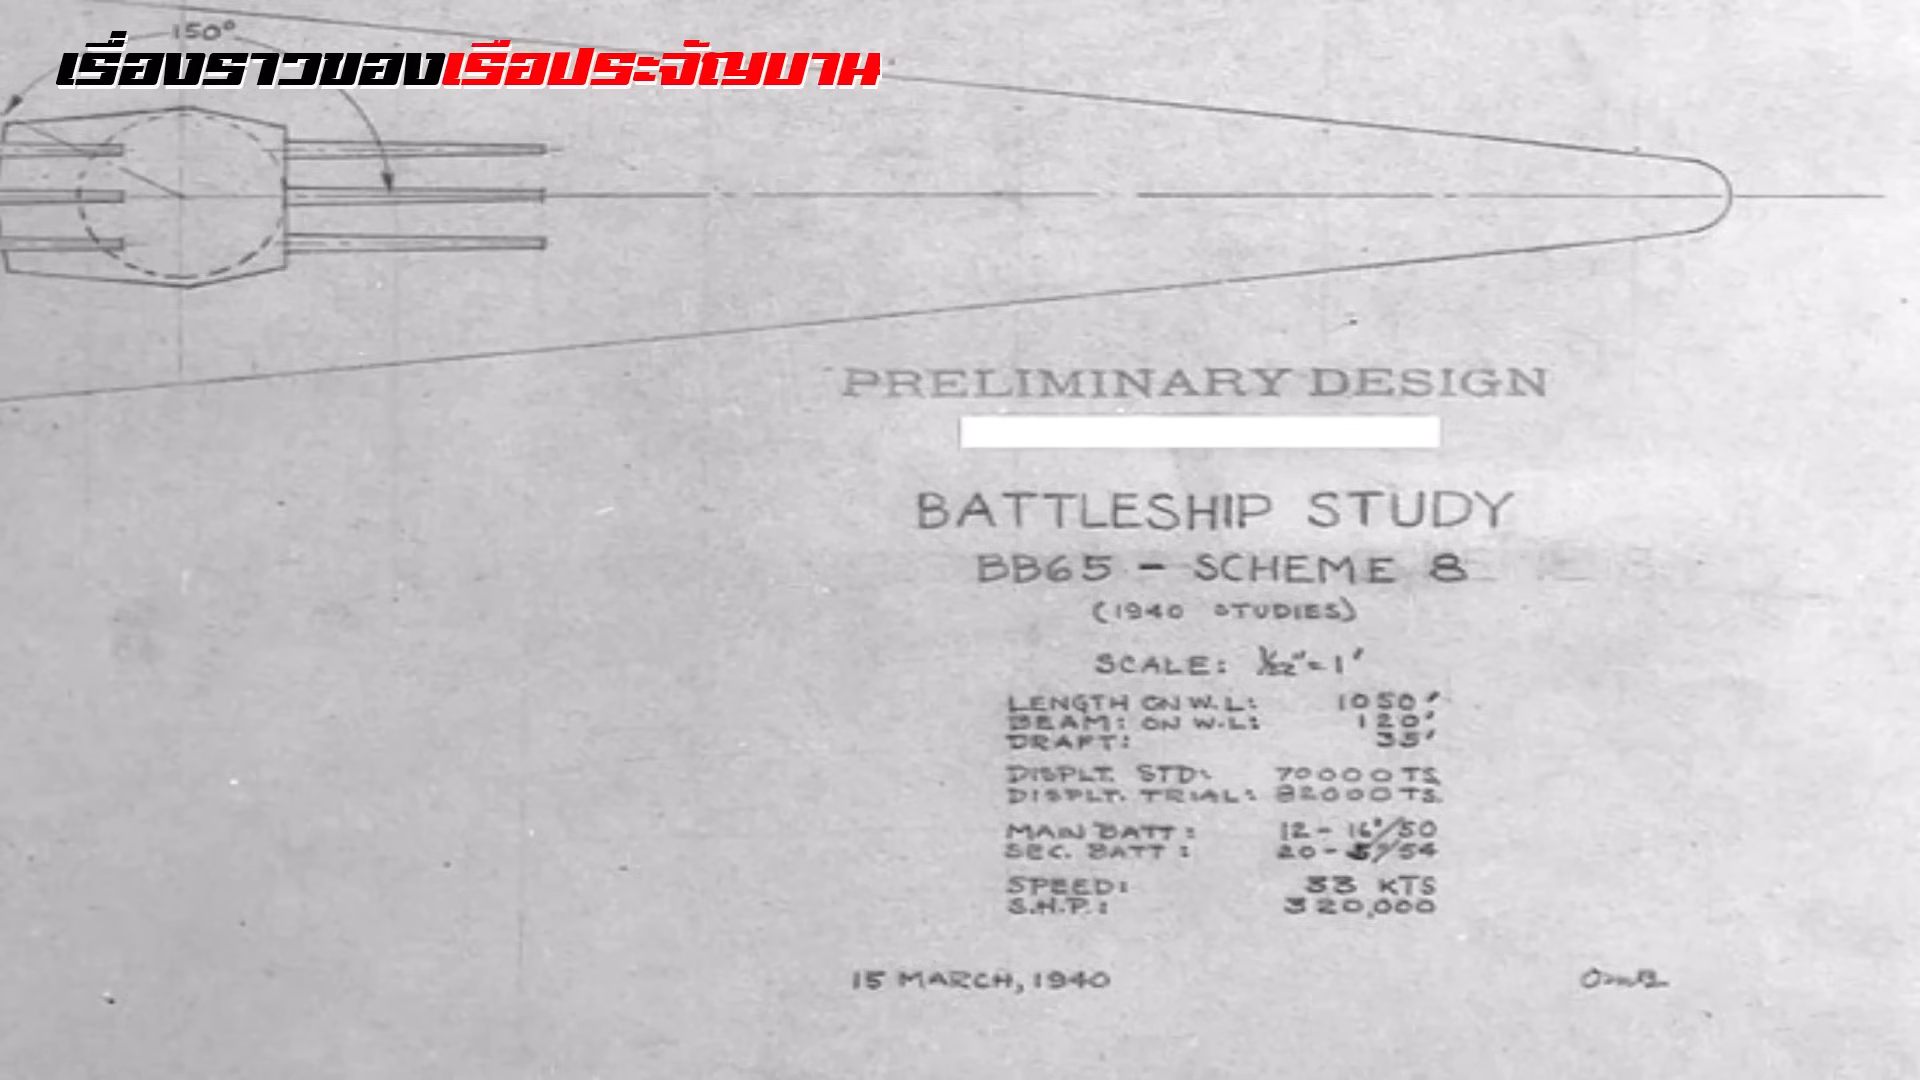 150°
เรื่องราวของเรือประจัญบาน
PRELIMINARY DESIGN
BATTLESHIP STUDY
BB65 - SCHEME 8
(1940 STUDIES)
SCALE: 1/32" = 1'
LENGTH ON W.L: 1050'
BEAM: ON W.L: 120'
DRAFT: 35'
DISPLT. STD: 70000 TS
DISPLT. TRIAL: 82000 TS.
MAIN BATT: 12 - 16"/50
SEC. BATT: 20 - 5"/54
SPEED: 33 KTS
S.H.P.: 320,000
15 MARCH, 1940